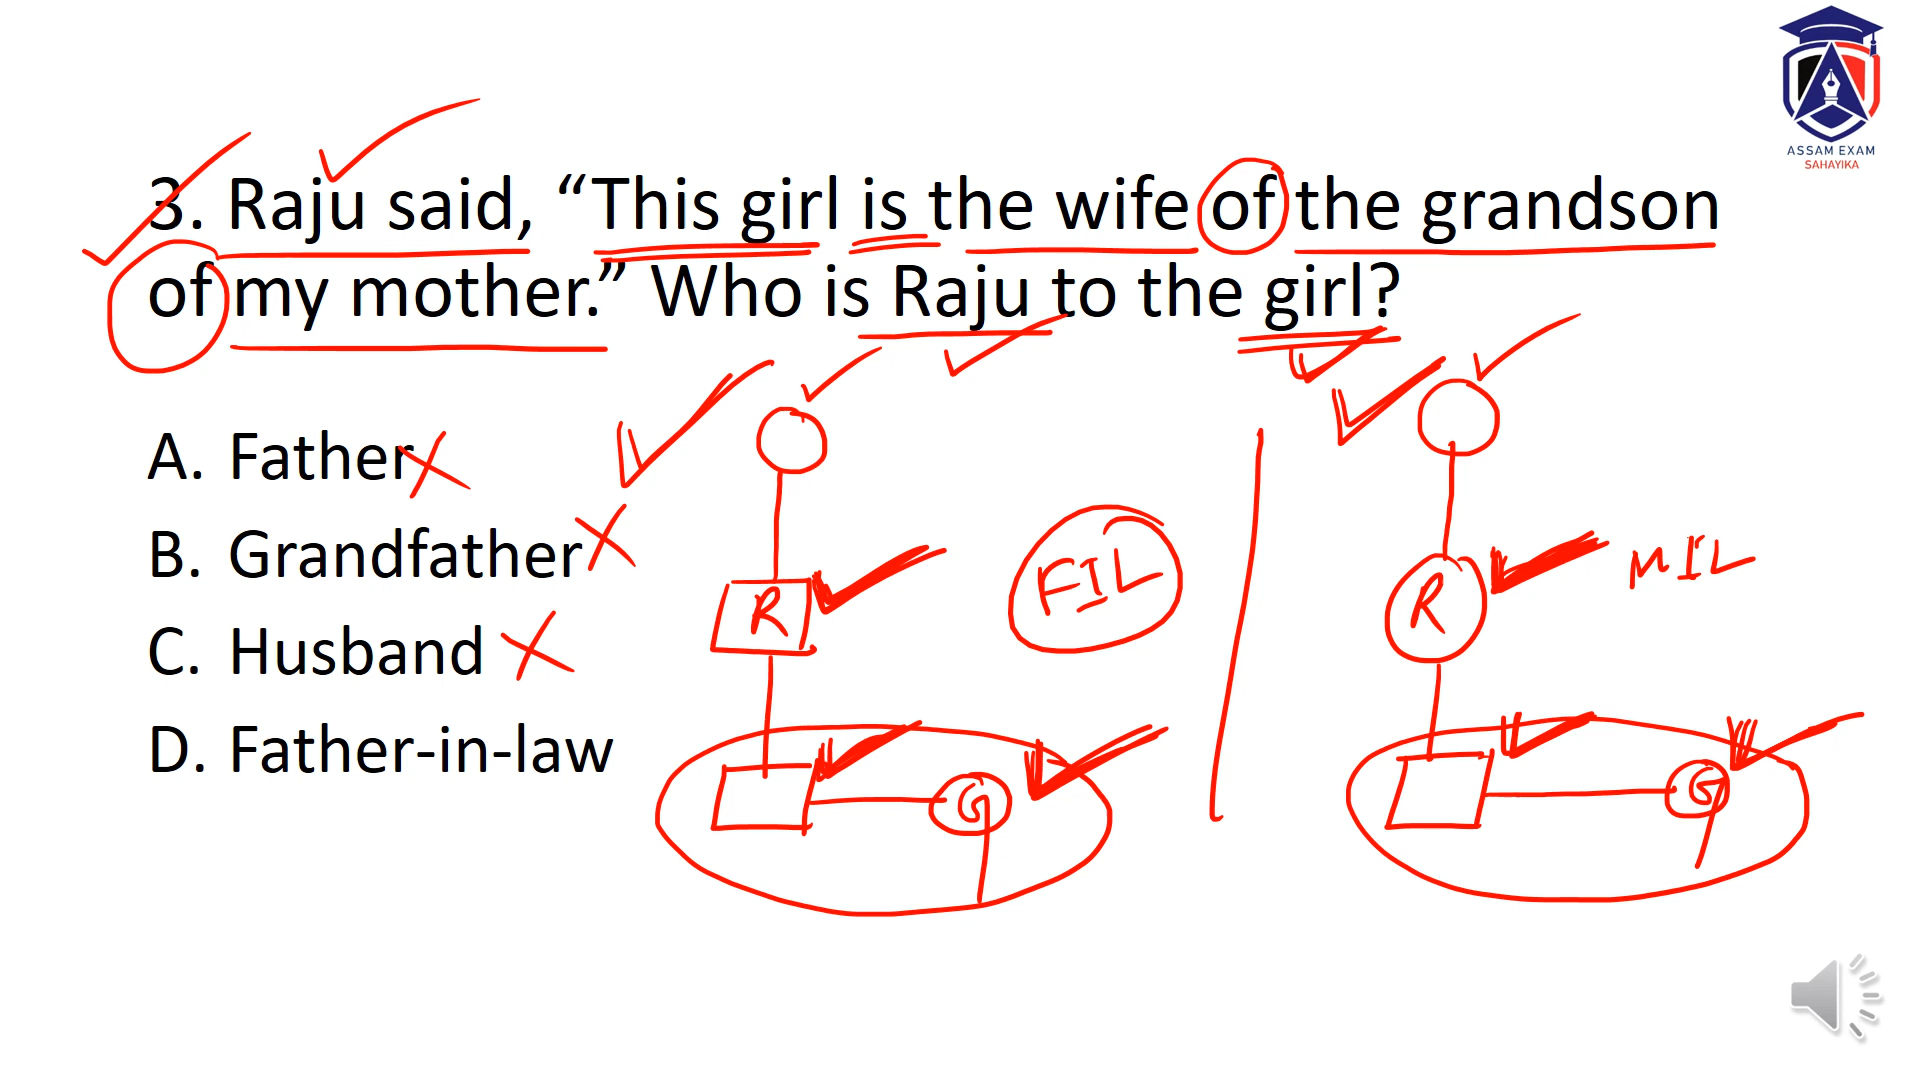 ASSAM EXAM
SAHAYIKA
3. Raju said, “This girl is the wife of the grandson
of my mother.” Who is Raju to the girl?
A. Father
B. Grandfather
C. Husband
D. Father-in-law
FIL
R
G
R
MIL
G